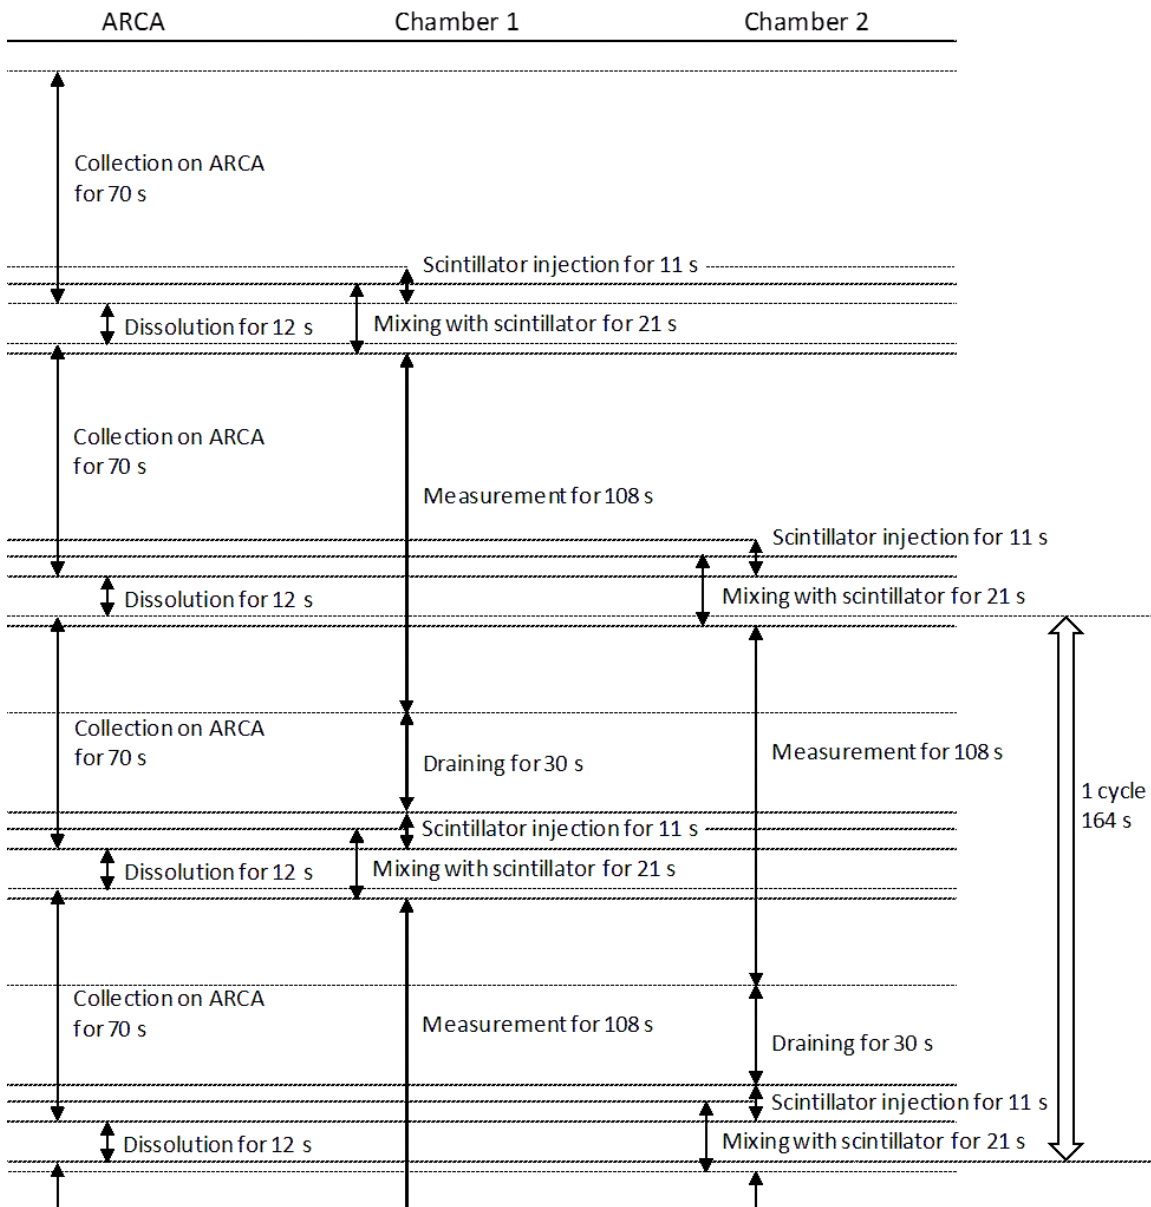 ARCA Chamber 1 Chamber 2
Collection on ARCA
for 70 s
Scintillator injection for 11 s
Dissolution for 12 s Mixing with scintillator for 21 s
Collection on ARCA
for 70 s
Measurement for 108 s
Scintillator injection for 11 s
Dissolution for 12 s Mixing with scintillator for 21 s
Collection on ARCA
for 70 s
Measurement for 108 s
Draining for 30 s
1 cycle
164 s
Scintillator injection for 11 s
Dissolution for 12 s Mixing with scintillator for 21 s
Collection on ARCA
for 70 s
Measurement for 108 s
Draining for 30 s
Scintillator injection for 11 s
Dissolution for 12 s Mixing with scintillator for 21 s